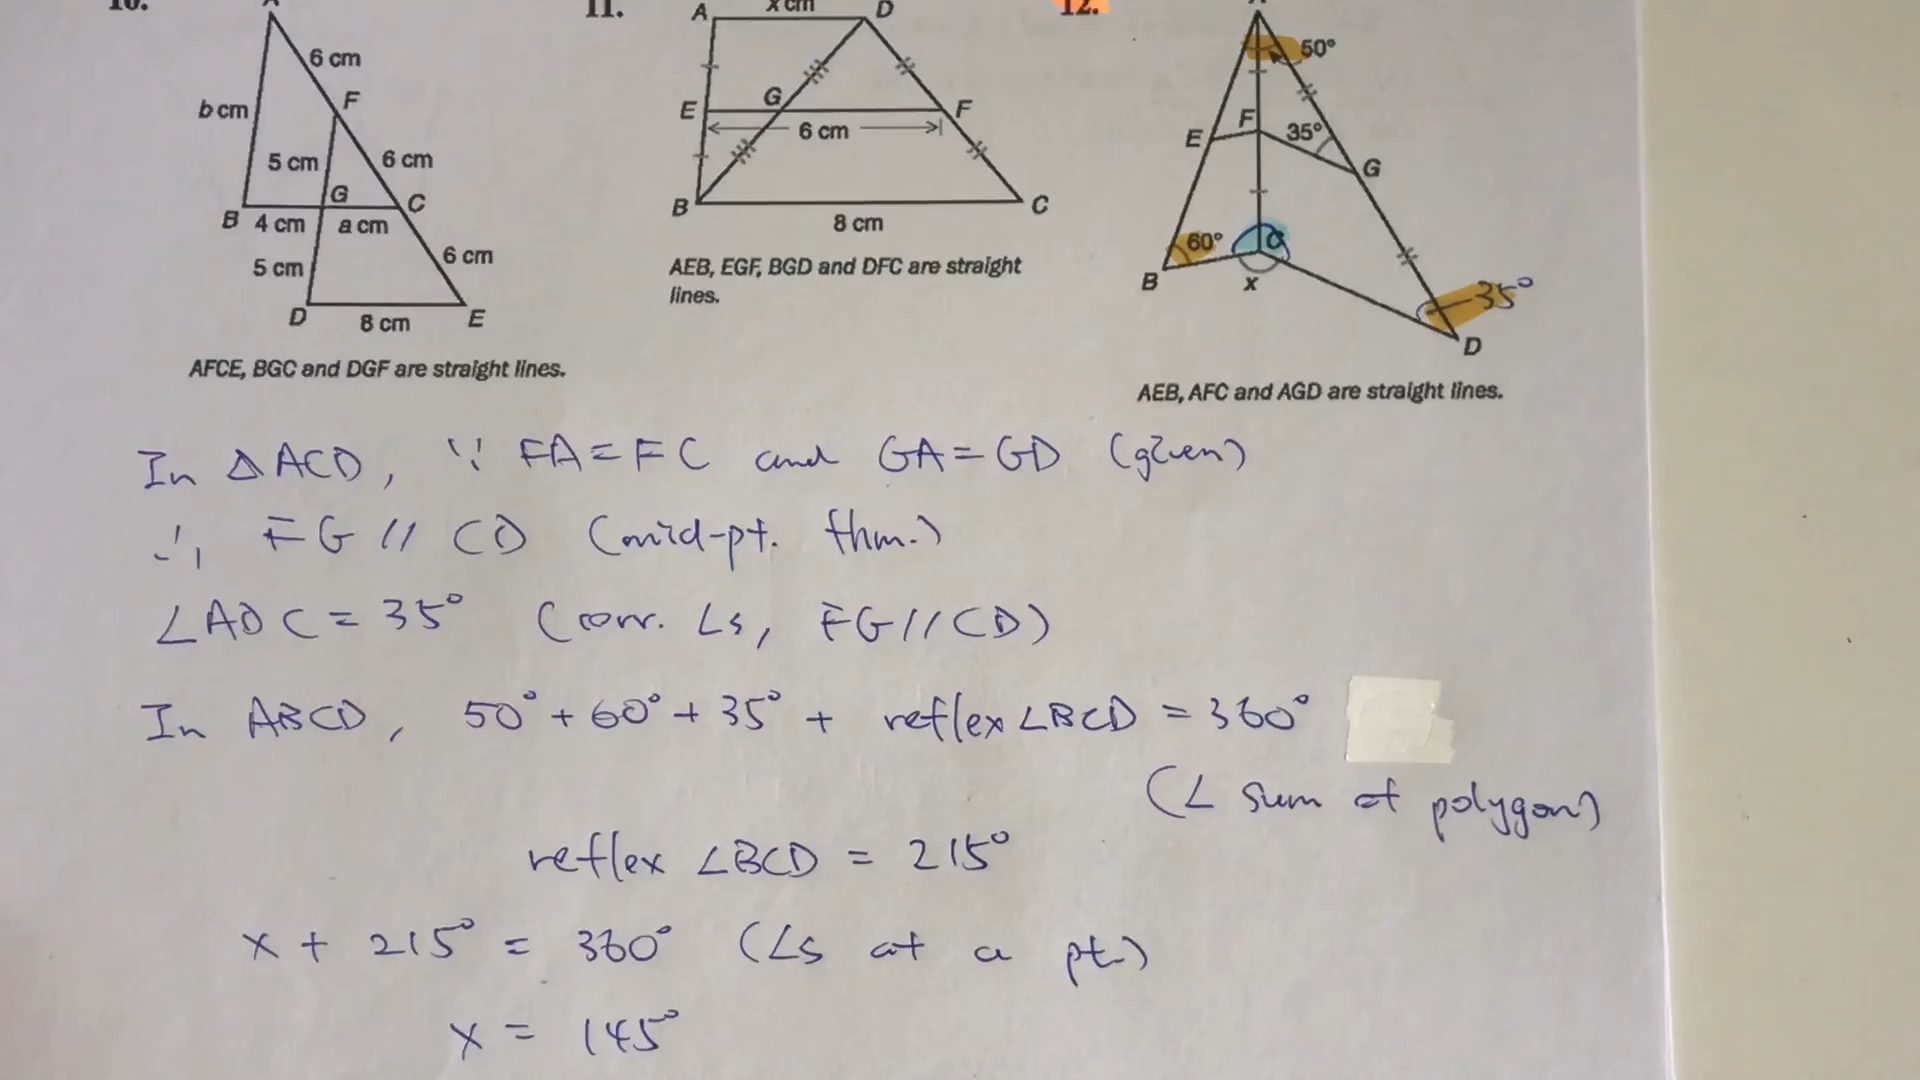 10.
A
6 cm
F
b cm
5 cm
6 cm
G
C
B
4 cm
a cm
5 cm
6 cm
D
8 cm
E
AFCE, BGC and DGF are straight lines.
11.
A
x cm
D
E
G
F
6 cm
B
C
8 cm
AEB, EGF, BGD and DFC are straight
lines.
12.
A
50°
E
F
35°
G
60°
C
B
x
35°
D
AEB, AFC and AGD are straight lines.
In △ACD, ∵ FA = FC and GA = GD (given)
∴ FG // CD (mid-pt. thm.)
∠ADC = 35° (corr. ∠s, FG // CD)
In ABCD, 50° + 60° + 35° + reflex ∠BCD = 360°
(∠ sum of polygon)
reflex ∠BCD = 215°
x + 215° = 360° (∠s at a pt.)
x = 145°